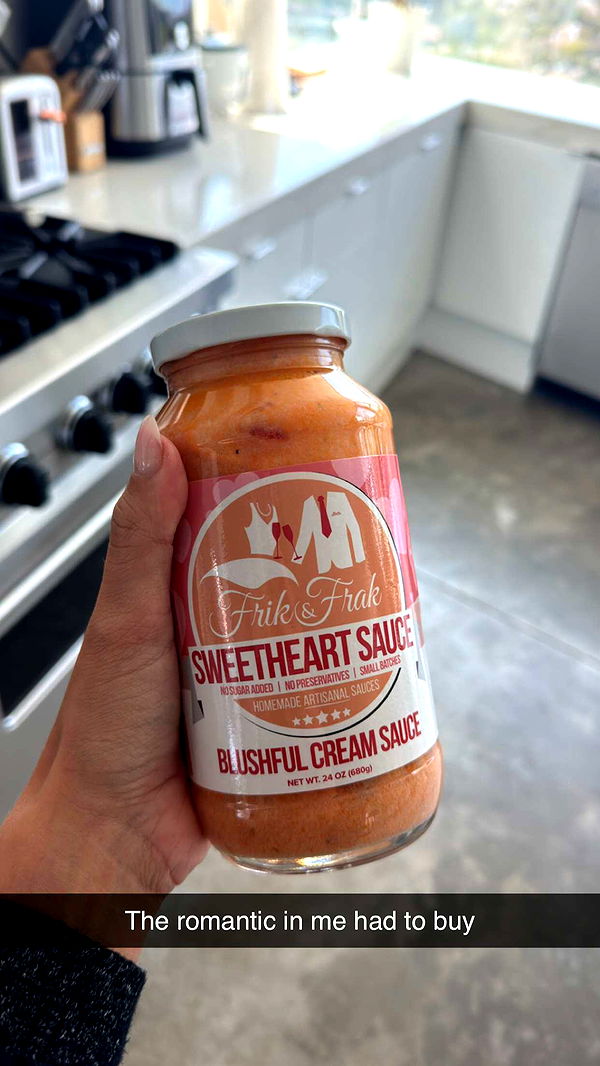 Frik & Frak
SWEETHEART SAUCE
NO SUGAR ADDED | NO PRESERVATIVES | SMALL BATCHES
HOMEMADE ARTISANAL SAUCES
BLUSHFUL CREAM SAUCE
NET WT. 24 OZ (680g)
The romantic in me had to buy